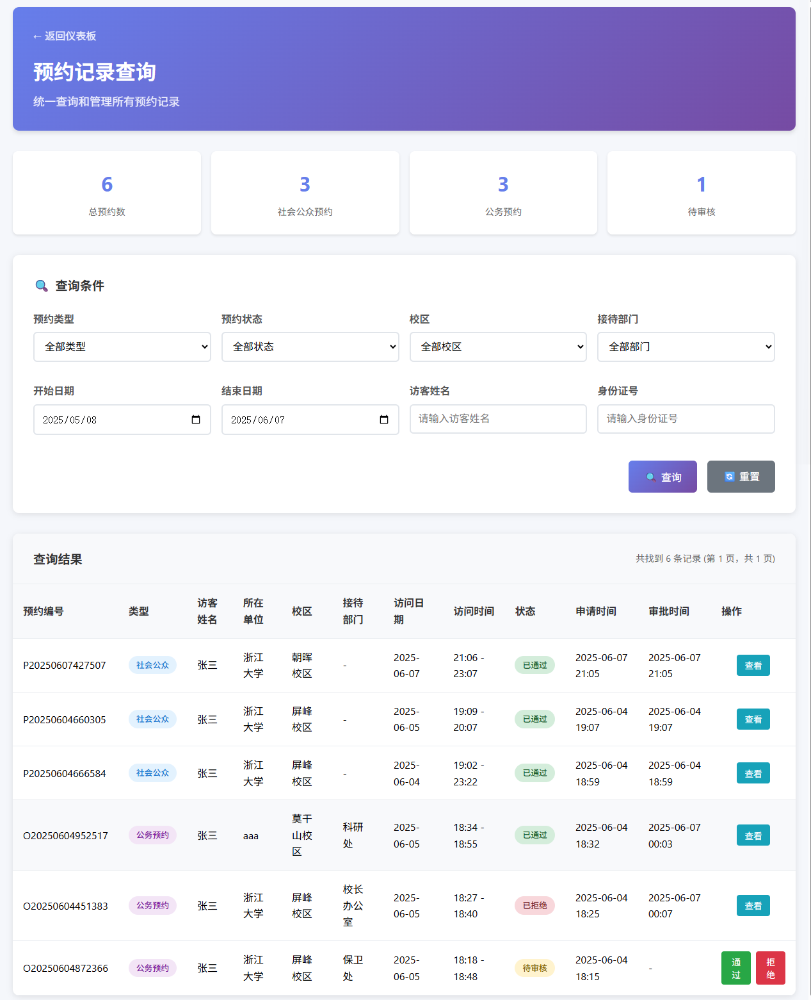 ← 返回仪表板
预约记录查询
统一查询和管理所有预约记录
6
总预约数
3
社会公众预约
3
公务预约
1
待审核
查询条件
预约类型
全部类型
预约状态
全部状态
校区
全部校区
接待部门
全部部门
开始日期
2025/05/08
结束日期
2025/06/07
访客姓名
请输入访客姓名
身份证号
请输入身份证号
查询
重置
查询结果
共找到 6 条记录 (第 1 页，共 1 页)
预约编号
类型
访客
姓名
所在
单位
校区
接待
部门
访问日
期
访问时间
状态
申请时间
审批时间
操作
P20250607427507
社会公众
张三
浙江
大学
朝晖
校区
-
2025-
06-07
21:06 -
23:07
已通过
2025-06-07
21:05
2025-06-07
21:05
查看
P20250604660305
社会公众
张三
浙江
大学
屏峰
校区
-
2025-
06-05
19:09 -
20:07
已通过
2025-06-04
19:07
2025-06-04
19:07
查看
P20250604666584
社会公众
张三
浙江
大学
屏峰
校区
-
2025-
06-04
19:02 -
23:22
已通过
2025-06-04
18:59
2025-06-04
18:59
查看
O20250604952517
公务预约
张三
aaa
莫干
山校
区
科研
处
2025-
06-05
18:34 -
18:55
已通过
2025-06-04
18:32
2025-06-07
00:03
查看
O20250604451383
公务预约
张三
浙江
大学
屏峰
校区
校长
办公
室
2025-
06-05
18:27 -
18:40
已拒绝
2025-06-04
18:25
2025-06-07
00:07
查看
O20250604872366
公务预约
张三
浙江
大学
屏峰
校区
保卫
处
2025-
06-05
18:18 -
18:48
待审核
2025-06-04
18:15
-
通
过
拒
绝